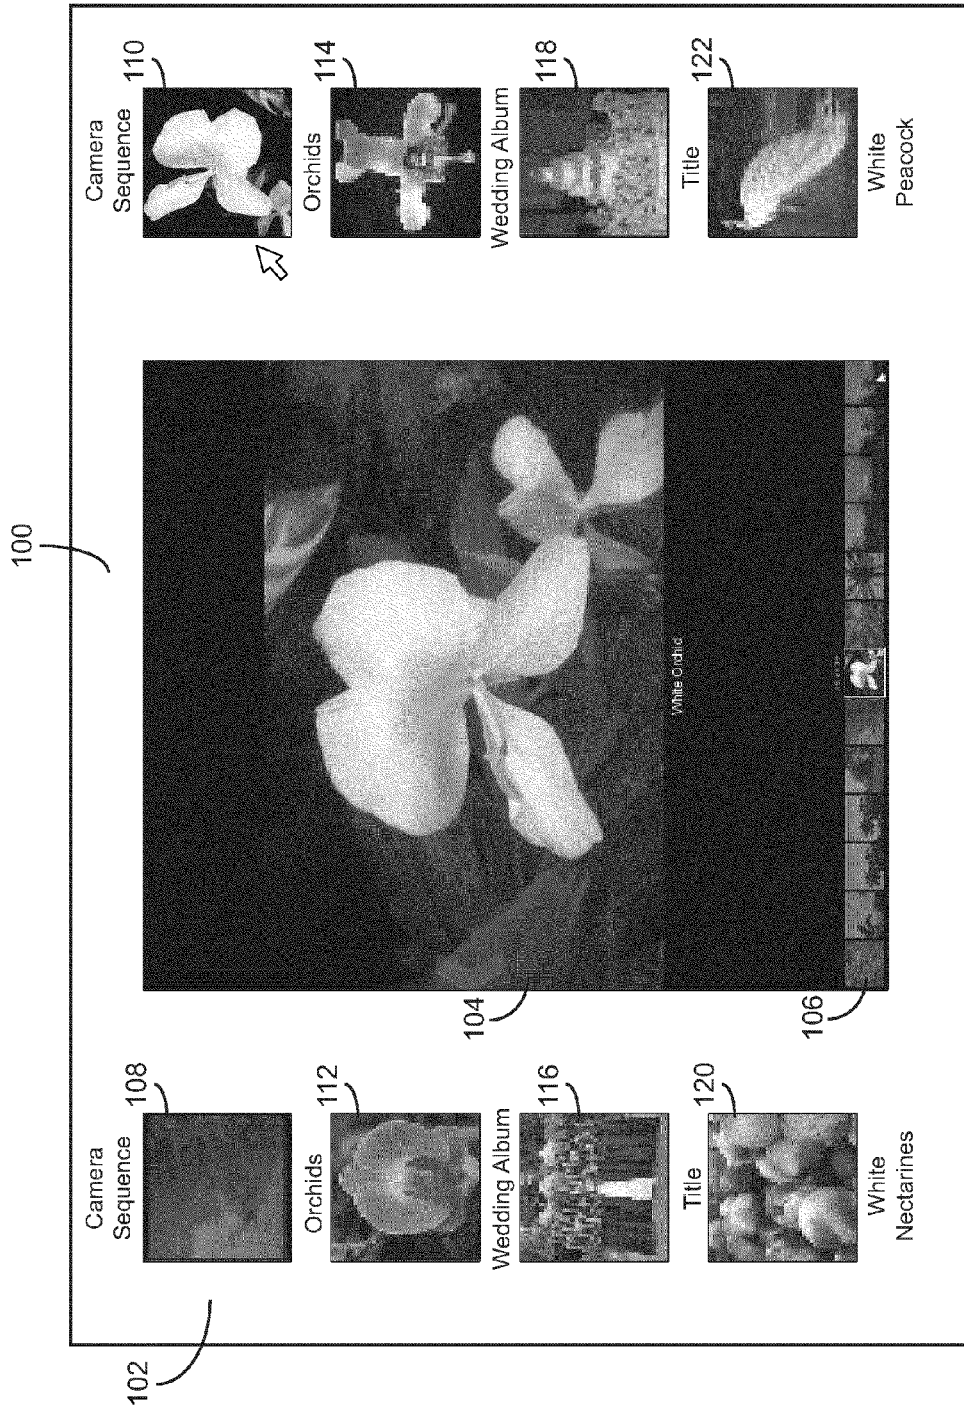 100
102
Camera
Sequence
108
Orchids
112
Wedding Album
116
Title
120
White
Nectarines
104
White Orchid
106
Camera
Sequence
110
Orchids
114
Wedding Album
118
Title
122
White
Peacock